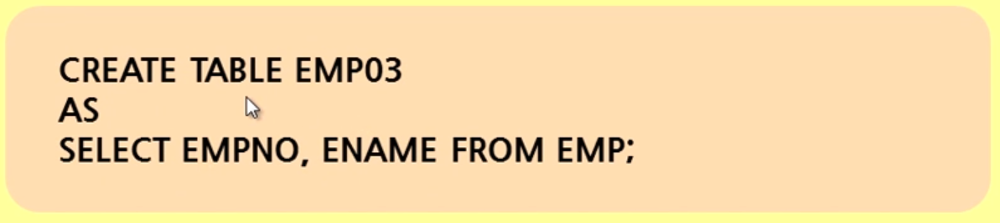 CREATE TABLE EMP03
AS
SELECT EMPNO, ENAME FROM EMP;